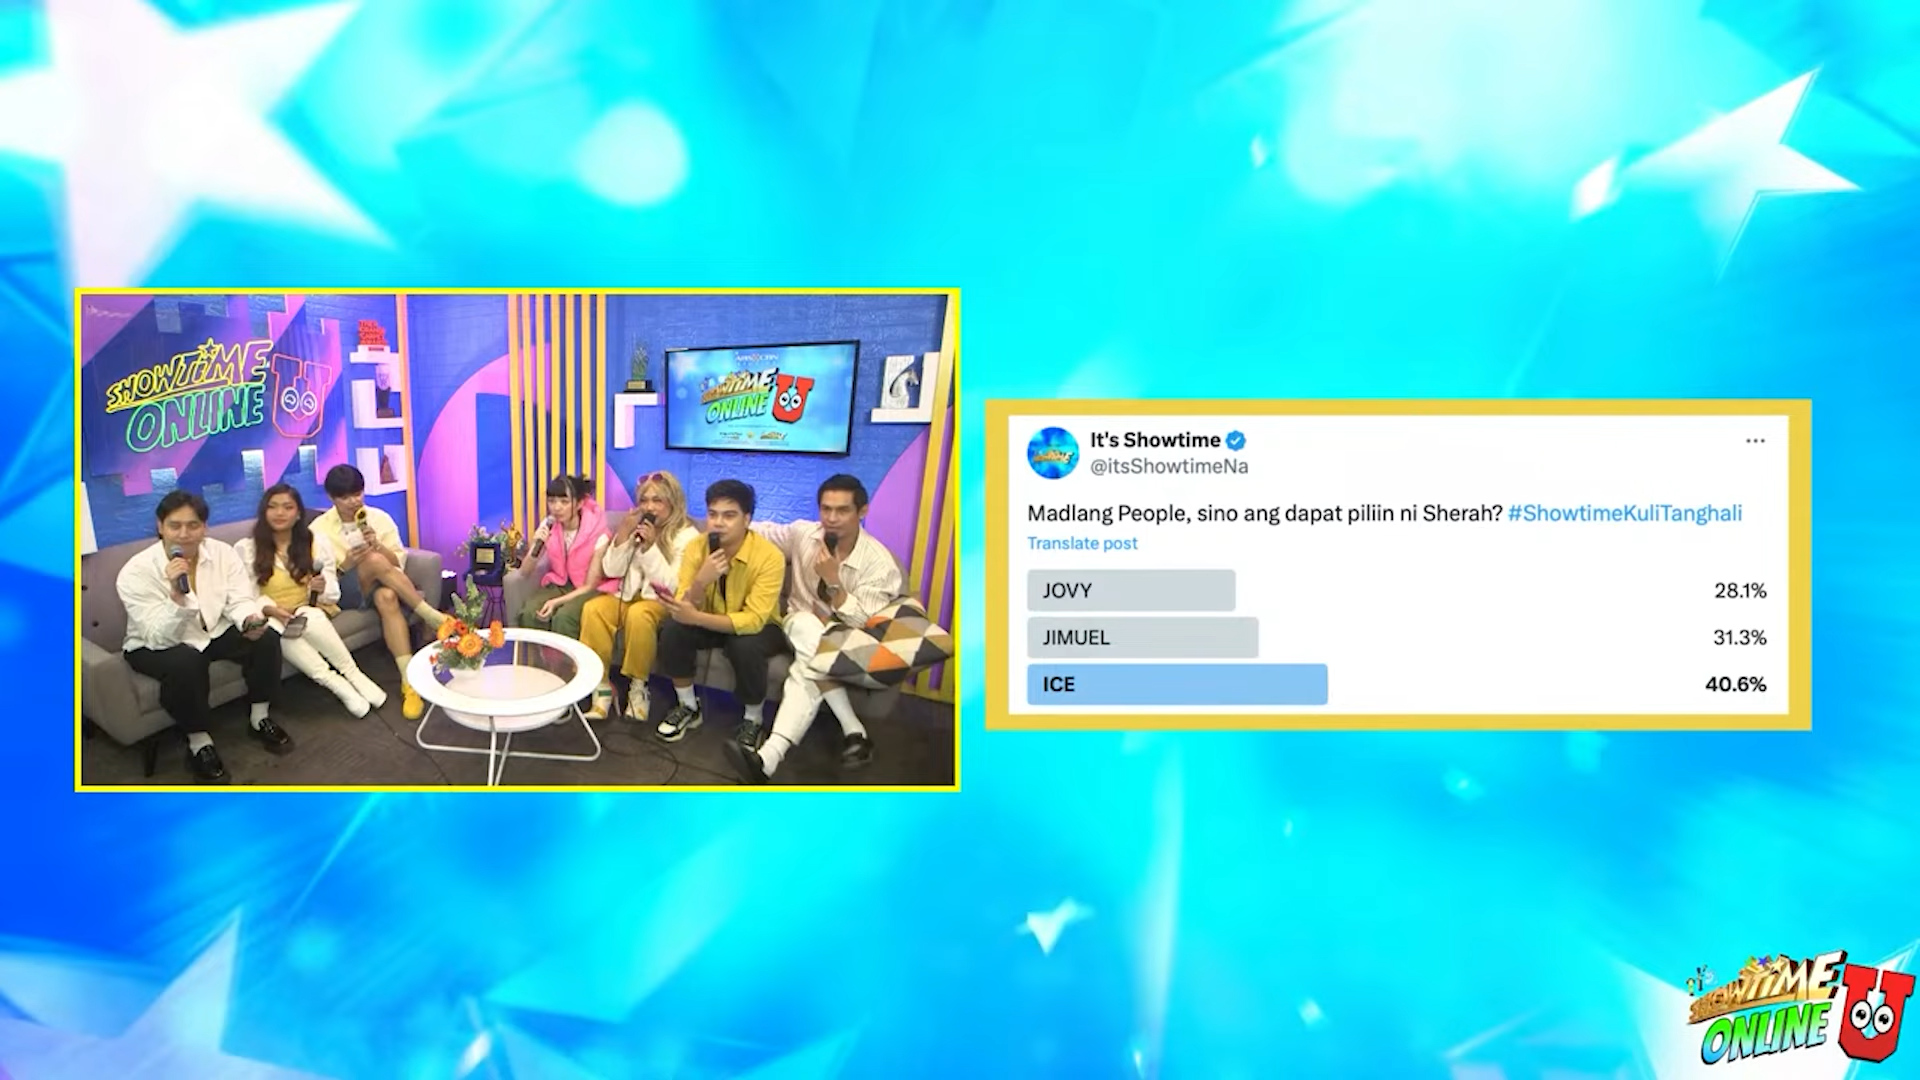 SHOWTIME
ONLINE U
SHOWTIME
ONLINE U
It's Showtime
@itsShowtimeNa
Madlang People, sino ang dapat piliin ni Sherah? #ShowtimeKuliTanghali
Translate post
JOVY 28.1%
JIMUEL 31.3%
ICE 40.6%
IT'S
SHOWTIME
ONLINE U